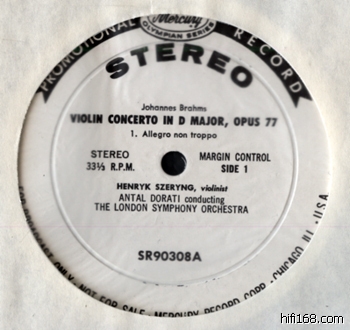 Mercury
OLYMPIAN SERIES
PROMOTIONAL RECORD
STEREO
Johannes Brahms
VIOLIN CONCERTO IN D MAJOR, OPUS 77
1. Allegro non troppo
STEREO
33⅓ R.P.M.
MARGIN CONTROL
SIDE 1
HENRYK SZERYNG, violinist
ANTAL DORATI conducting
THE LONDON SYMPHONY ORCHESTRA
SR90308A
ONLY. NOT FOR SALE. MERCURY RECORD CORP. CHICAGO, ILL. USA
hifi168.com